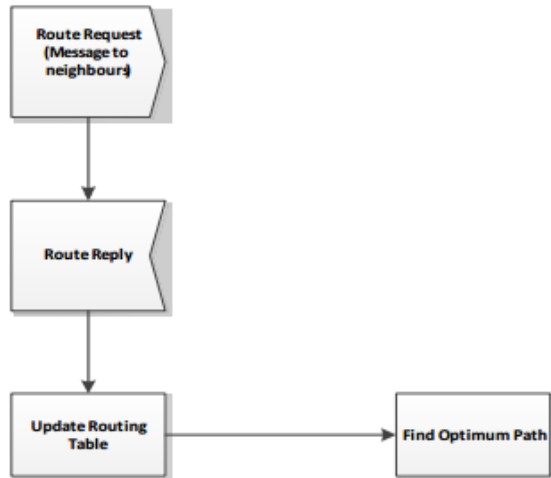 Route Request
(Message to
neighbours)
Route Reply
Update Routing
Table
Find Optimum Path